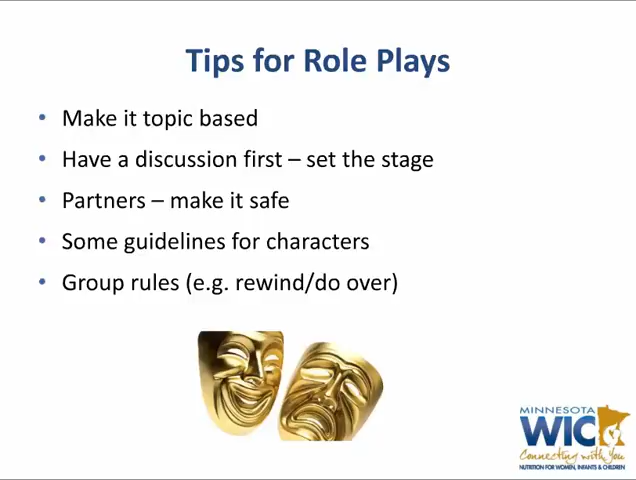 Tips for Role Plays
• Make it topic based
• Have a discussion first – set the stage
• Partners – make it safe
• Some guidelines for characters
• Group rules (e.g. rewind/do over)
MINNESOTA
WIC
Connecting with You
NUTRITION FOR WOMEN, INFANTS & CHILDREN